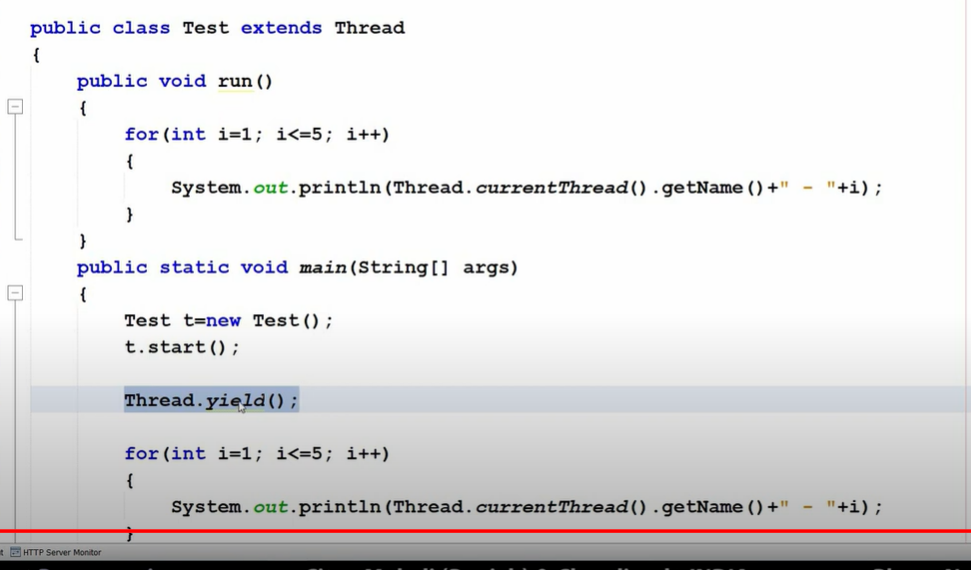 public class Test extends Thread
{
public void run()
{
for(int i=1; i<=5; i++)
{
System.out.println(Thread.currentThread().getName()+" - "+i);
}
}
public static void main(String[] args)
{
Test t=new Test();
t.start();
Thread.yield();
for(int i=1; i<=5; i++)
{
System.out.println(Thread.currentThread().getName()+" - "+i);
}
HTTP Server Monitor